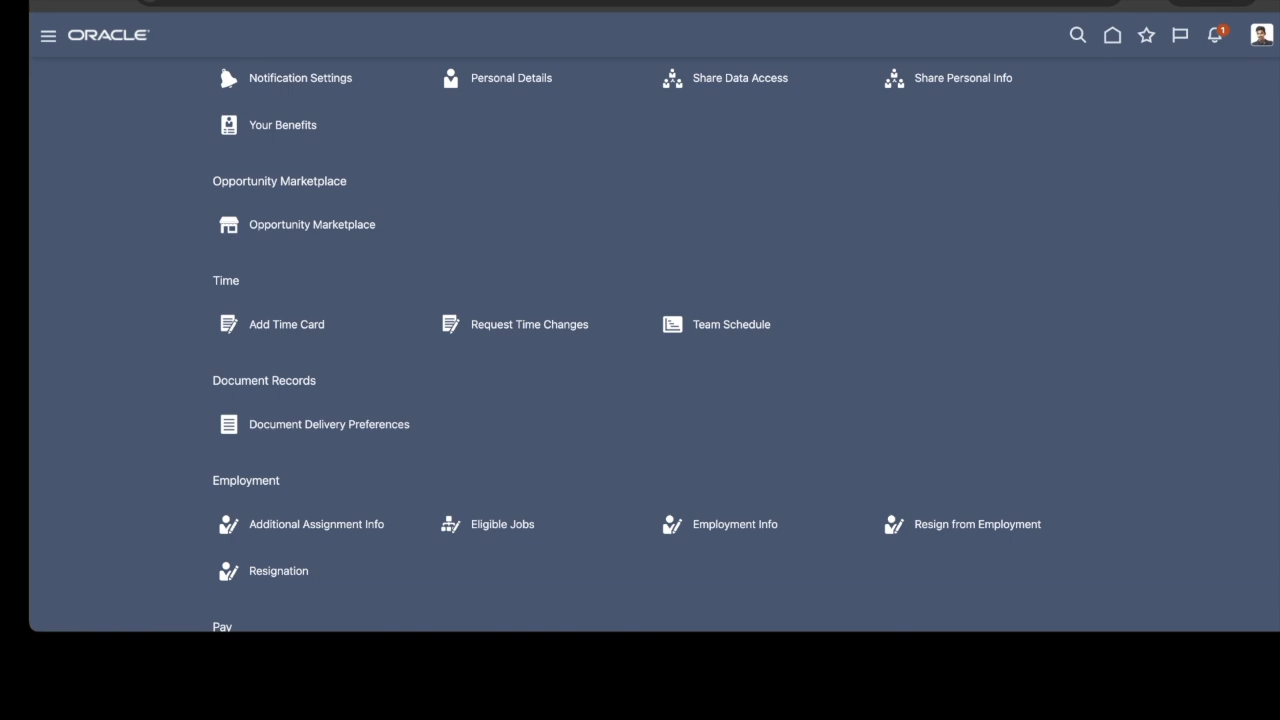 ORACLE
1
Notification Settings
Personal Details
Share Data Access
Share Personal Info
Your Benefits
Opportunity Marketplace
Opportunity Marketplace
Time
Add Time Card
Request Time Changes
Team Schedule
Document Records
Document Delivery Preferences
Employment
Additional Assignment Info
Eligible Jobs
Employment Info
Resign from Employment
Resignation
Pay